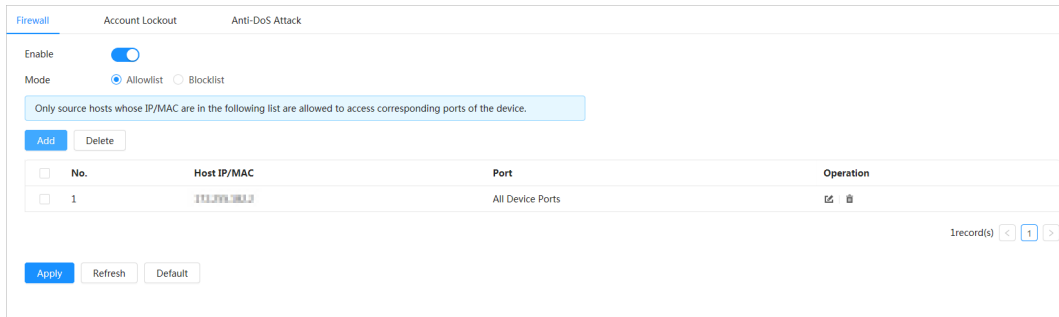 Firewall Account Lockout Anti-DoS Attack
Enable
Mode Allowlist Blocklist
Only source hosts whose IP/MAC are in the following list are allowed to access corresponding ports of the device.
Add Delete
No. Host IP/MAC Port Operation
1 All Device Ports
1record(s) < 1 >
Apply Refresh Default